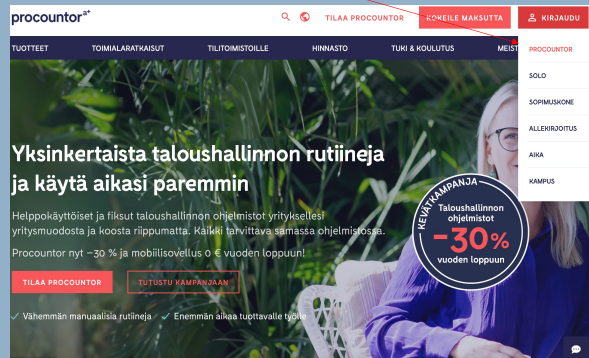 procountor a+
TILAA PROCOUNTOR
KOKEILE MAKSUTTA
KIRJAUDU
TUOTTEET
TOIMIALARATKAISUT
TILITOIMISTOILLE
HINNASTO
TUKI & KOULUTUS
MEIST
PROCOUNTOR
SOLO
SOPIMUSKONE
ALLEKIRJOITUS
AIKA
KAMPUS
Yksinkertaista taloushallinnon rutiineja
ja käytä aikasi paremmin
Helppokäyttöiset ja fiksut taloushallinnon ohjelmistot yrityksellesi
yritysmuodosta ja koosta riippumatta. Kaikki tarvittava samassa ohjelmistossa.
Procountor nyt −30 % ja mobiilisovellus 0 € vuoden loppuun!
TILAA PROCOUNTOR
TUTUSTU KAMPANJAAN
Vähemmän manuaalisia rutiineja
Enemmän aikaa tuottavalle työlle
KEVÄTKAMPANJA
Taloushallinnon
ohjelmistot
−30%
vuoden loppuun